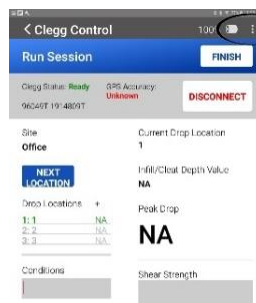 Clegg Control
100%
Run Session
FINISH
Clegg Status: Ready
GPS Accuracy:
Unknown
DISCONNECT
Site
Office
Current Drop Location
1
NEXT
LOCATION
Infill/Cleat Depth Value
NA
Drop Locations +
Peak Drop
1: 1 NA
2: 2 NA
3: 3 NA
NA
Conditions
Shear Strength